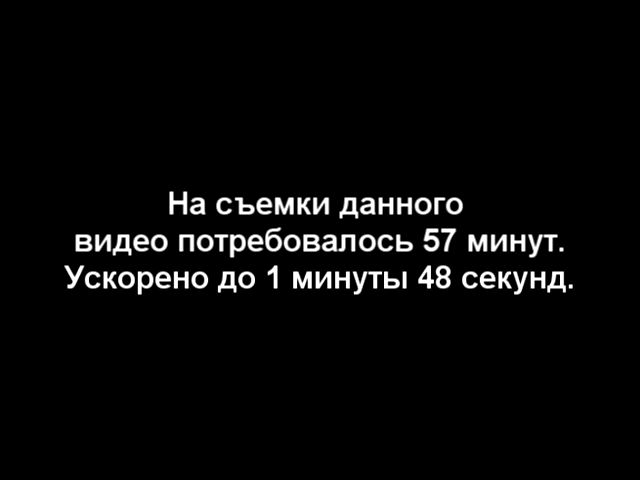 На съемки данного
видео потребовалось 57 минут.
Ускорено до 1 минуты 48 секунд.